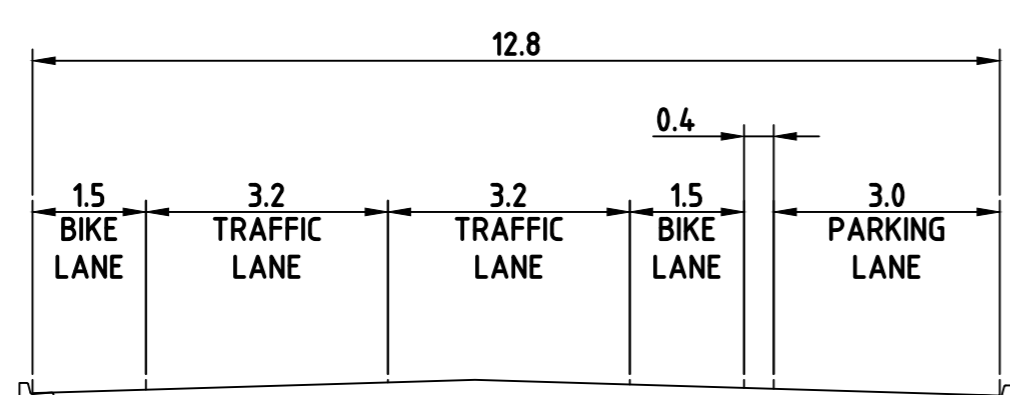 12.8
0.4
1.5 3.2 3.2 1.5 3.0
BIKE TRAFFIC TRAFFIC BIKE PARKING
LANE LANE LANE LANE LANE